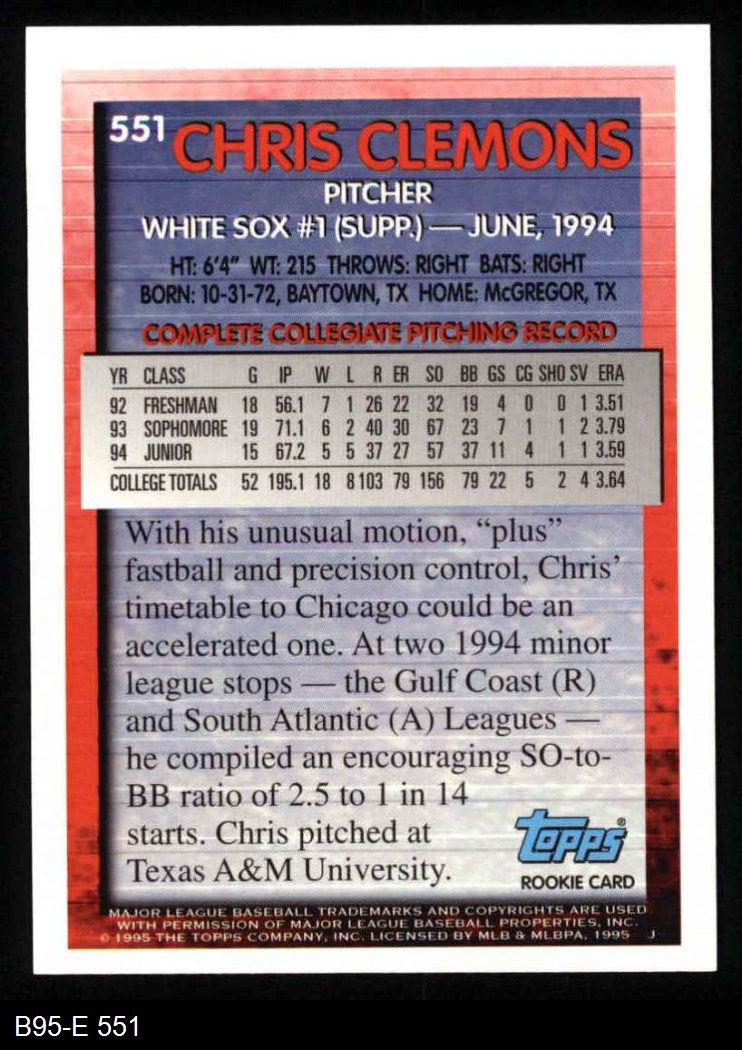 551 CHRIS CLEMONS
PITCHER
WHITE SOX #1 (SUPP.) — JUNE, 1994
HT: 6'4" WT: 215 THROWS: RIGHT BATS: RIGHT
BORN: 10-31-72, BAYTOWN, TX HOME: McGREGOR, TX
COMPLETE COLLEGIATE PITCHING RECORD
YR CLASS G IP W L R ER SO BB GS CG SHO SV ERA
92 FRESHMAN 18 56.1 7 1 26 22 32 19 4 0 0 1 3.51
93 SOPHOMORE 19 71.1 6 2 40 30 67 23 7 1 1 2 3.79
94 JUNIOR 15 67.2 5 5 37 27 57 37 11 4 1 1 3.59
COLLEGE TOTALS 52 195.1 18 8 103 79 156 79 22 5 2 4 3.64
With his unusual motion, “plus”
fastball and precision control, Chris’
timetable to Chicago could be an
accelerated one. At two 1994 minor
league stops — the Gulf Coast (R)
and South Atlantic (A) Leagues —
he compiled an encouraging SO-to-
BB ratio of 2.5 to 1 in 14
starts. Chris pitched at
Texas A&M University.
Topps®
ROOKIE CARD
MAJOR LEAGUE BASEBALL TRADEMARKS AND COPYRIGHTS ARE USED
WITH PERMISSION OF MAJOR LEAGUE BASEBALL PROPERTIES, INC.
© 1995 THE TOPPS COMPANY, INC. LICENSED BY MLB & MLBPA, 1995 J
B95-E 551